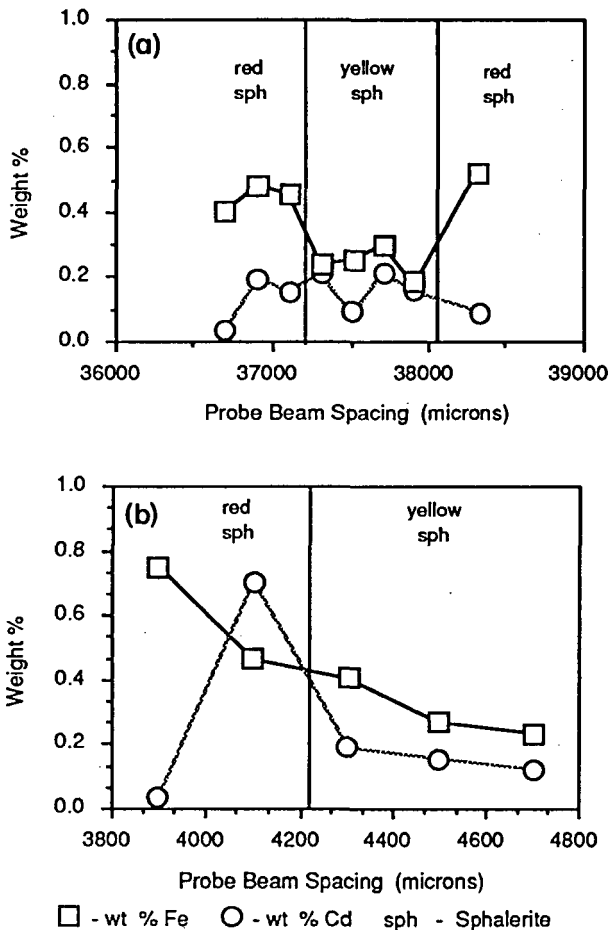 (a)
red
sph
yellow
sph
red
sph
1.0
0.8
0.6
0.4
0.2
0.0
Weight %
36000 37000 38000 39000
Probe Beam Spacing (microns)
(b)
red
sph
yellow
sph
1.0
0.8
0.6
0.4
0.2
0.0
Weight %
3800 4000 4200 4400 4600 4800
Probe Beam Spacing (microns)
- wt % Fe - wt % Cd sph - Sphalerite